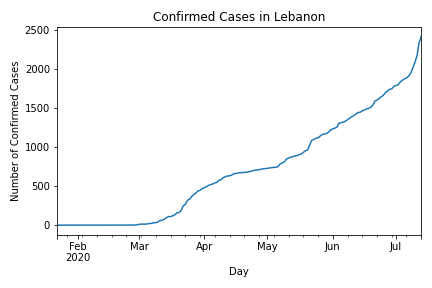 Confirmed Cases in Lebanon
Number of Confirmed Cases
2500
2000
1500
1000
500
0
Feb Mar Apr May Jun Jul
2020
Day